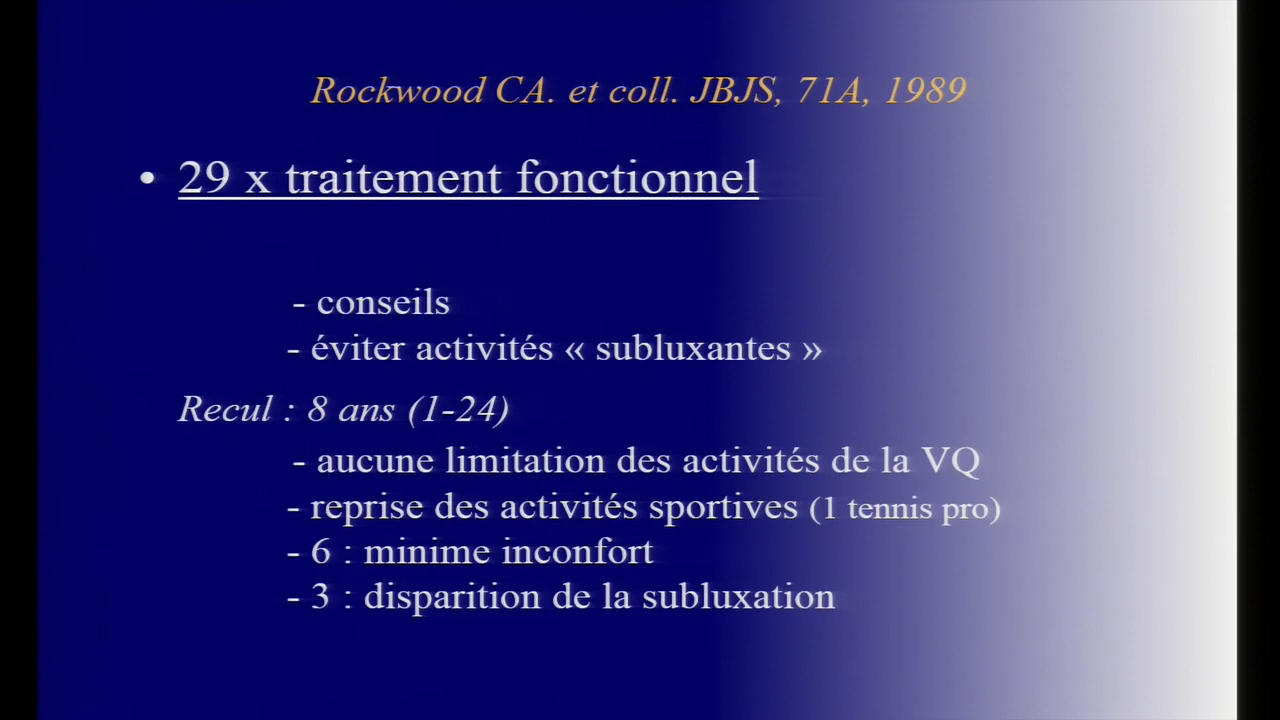 Rockwood CA. et coll. JBJS, 71A, 1989
• 29 x traitement fonctionnel
- conseils
- éviter activités « subluxantes »
Recul : 8 ans (1-24)
- aucune limitation des activités de la VQ
- reprise des activités sportives (1 tennis pro)
- 6 : minime inconfort
- 3 : disparition de la subluxation